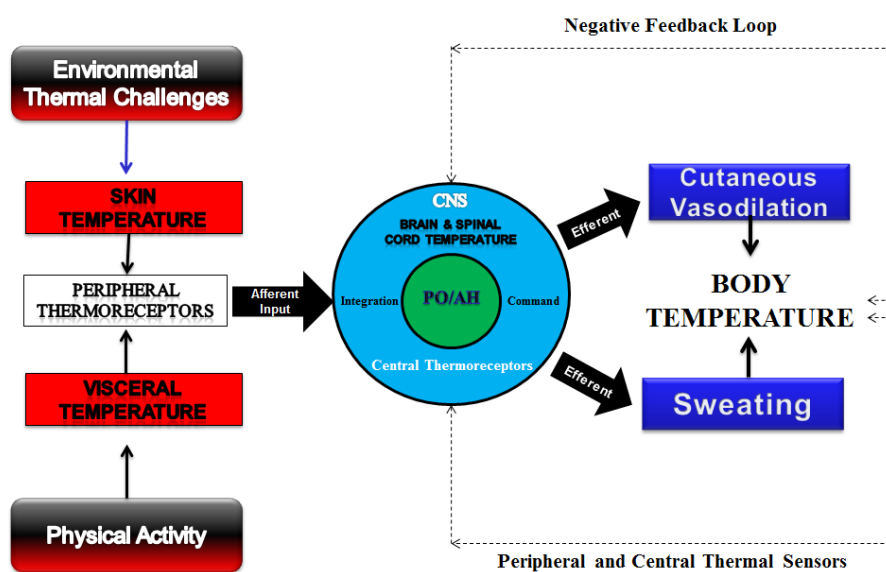 Negative Feedback Loop
Environmental
Thermal Challenges
SKIN
TEMPERATURE
PERIPHERAL
THERMORECEPTORS
VISCERAL
TEMPERATURE
Physical Activity
Afferent
Input
CNS
BRAIN & SPINAL
CORD TEMPERATURE
Integration
PO/AH
Command
Central Thermoreceptors
Efferent
Efferent
Cutaneous
Vasodilation
BODY
TEMPERATURE
Sweating
Peripheral and Central Thermal Sensors